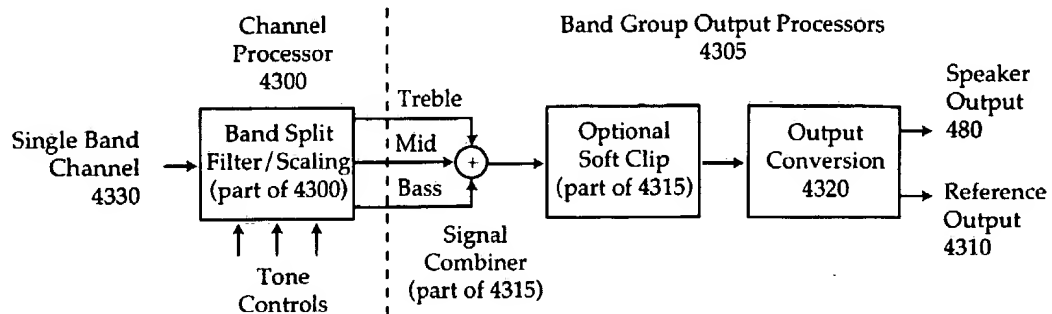 Channel
Processor
4300
Band Group Output Processors
4305
Single Band
Channel
4330
Band Split
Filter/Scaling
(part of 4300)
Treble
Mid
Bass
+
Signal
Combiner
(part of 4315)
Tone
Controls
Optional
Soft Clip
(part of 4315)
Output
Conversion
4320
Speaker
Output
480
Reference
Output
4310